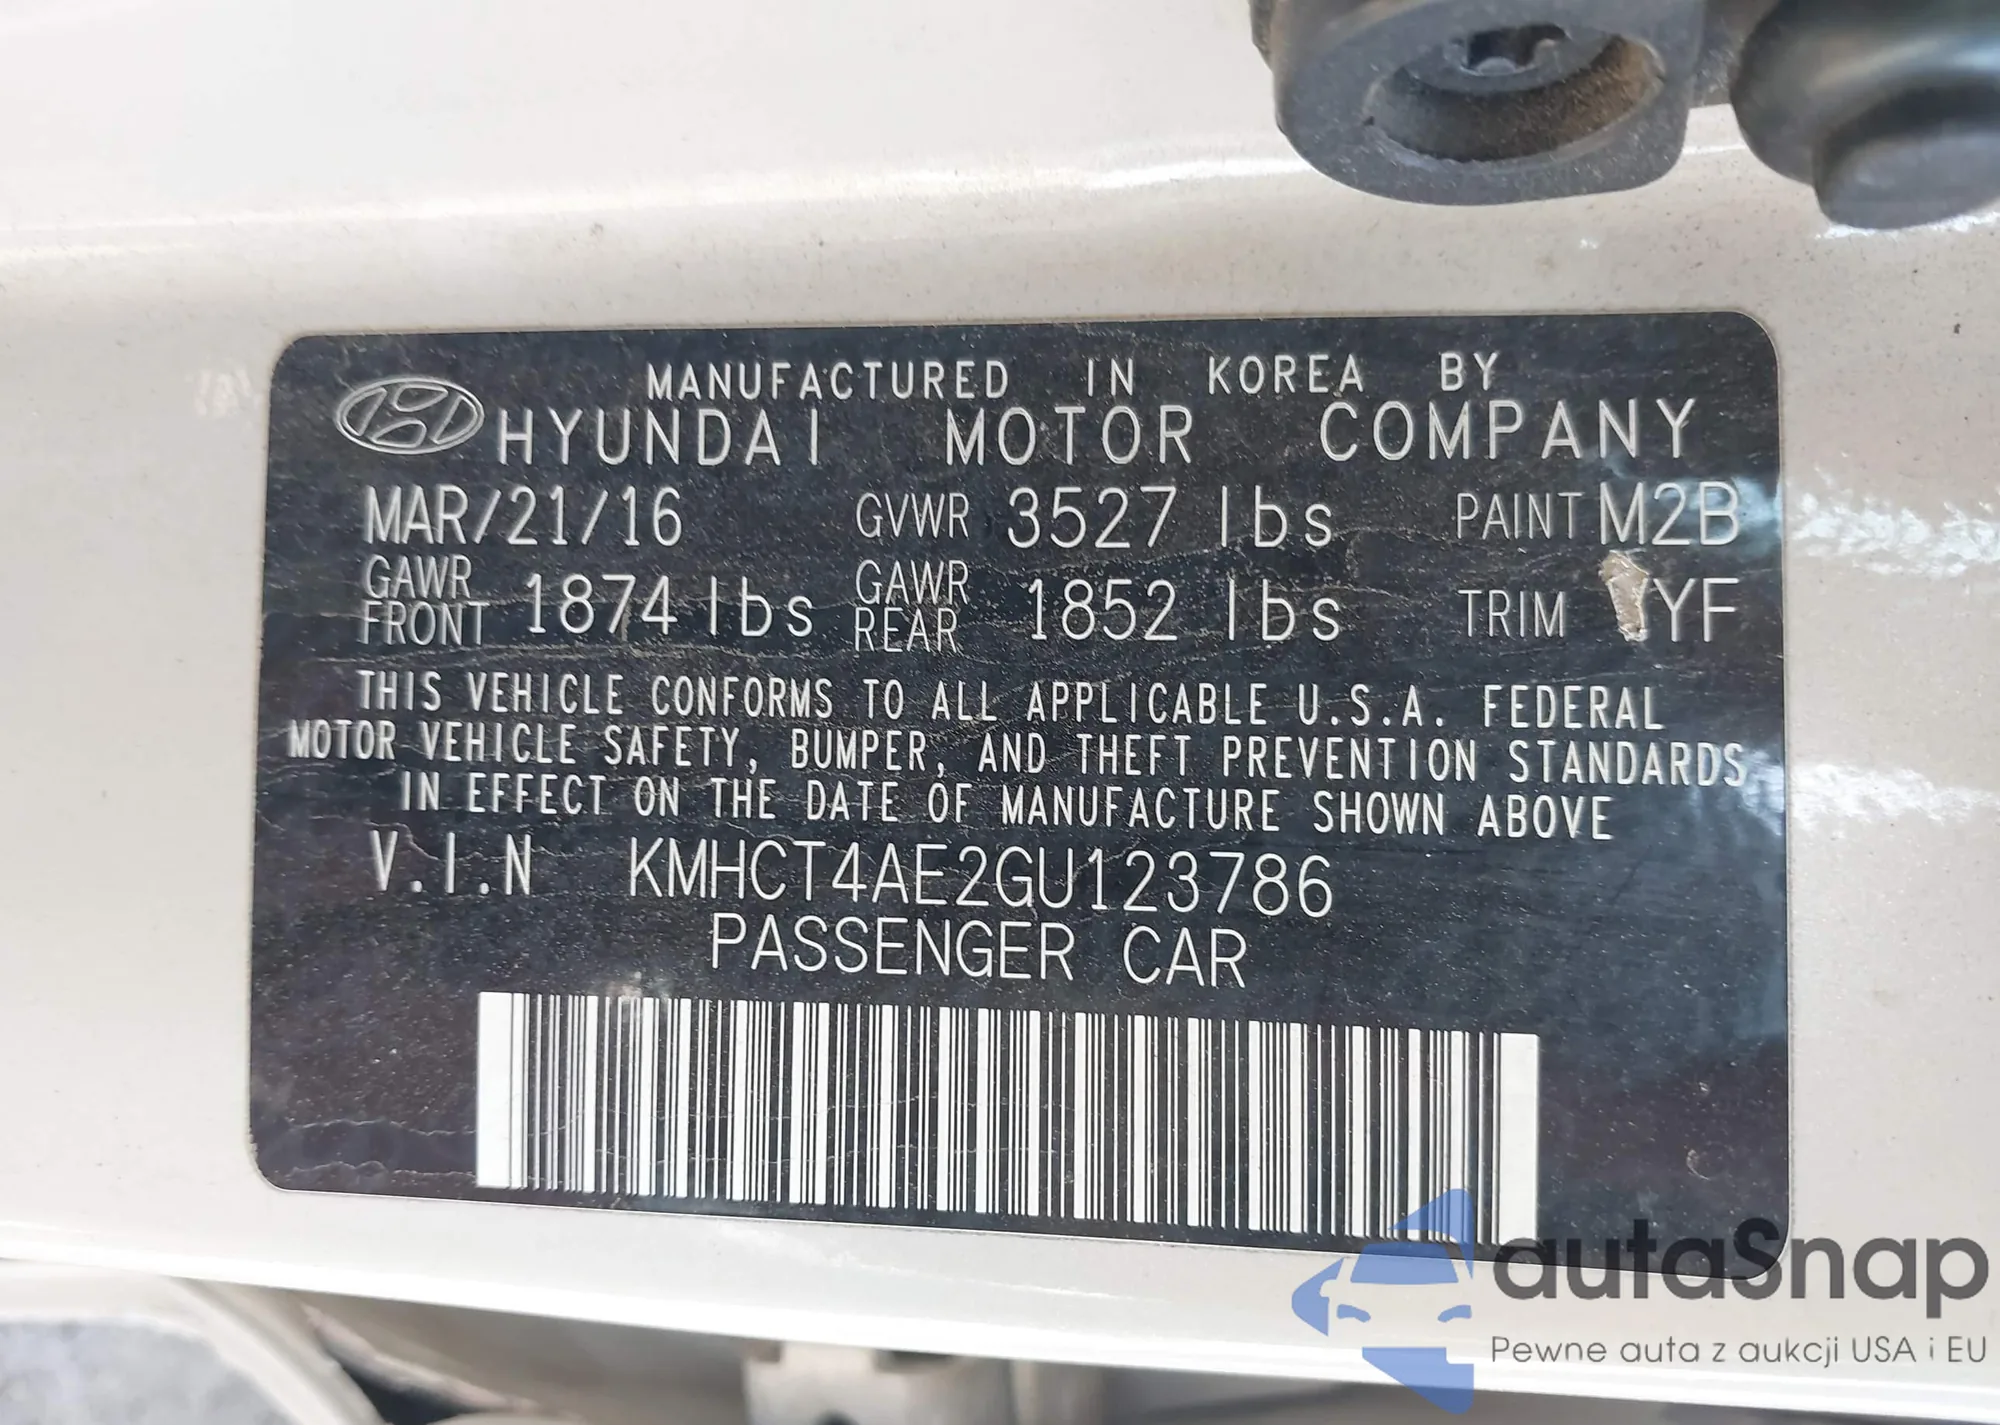 MANUFACTURED IN KOREA BY
HYUNDAI MOTOR COMPANY
MAR/21/16 GVWR 3527 lbs PAINT M2B
GAWR FRONT 1874 lbs GAWR REAR 1852 lbs TRIM YF
THIS VEHICLE CONFORMS TO ALL APPLICABLE U.S.A. FEDERAL
MOTOR VEHICLE SAFETY, BUMPER, AND THEFT PREVENTION STANDARDS
IN EFFECT ON THE DATE OF MANUFACTURE SHOWN ABOVE
V.I.N KMHCT4AE2GU123786
PASSENGER CAR
autaSnap
Pewne auta z aukcji USA i EU